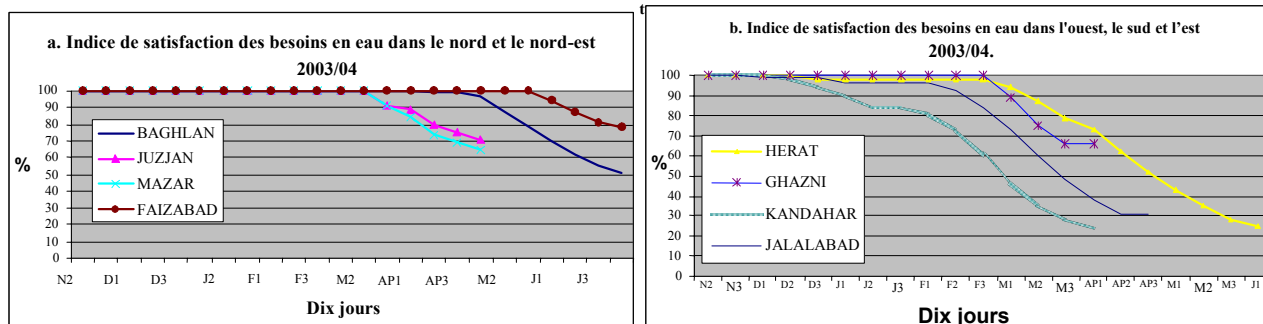 t
a. Indice de satisfaction des besoins en eau dans le nord et le nord-est
2003/04
100
90
80
70
60
50
40
30
20
10
0
%
BAGHLAN
JUZJAN
MAZAR
FAIZABAD
N2 D1 D3 J2 F1 F3 M2 AP1 AP3 M2 J1 J3
Dix jours
b. Indice de satisfaction des besoins en eau dans l'ouest, le sud et l'est
2003/04.
100
90
80
70
60
50
40
30
20
10
0
%
HERAT
GHAZNI
KANDAHAR
JALALABAD
N2 N3 D1 D2 D3 J1 J2 J3 F1 F2 F3 M1 M2 M3 AP1 AP2 AP3 M1 M2 M3 J1
Dix jours